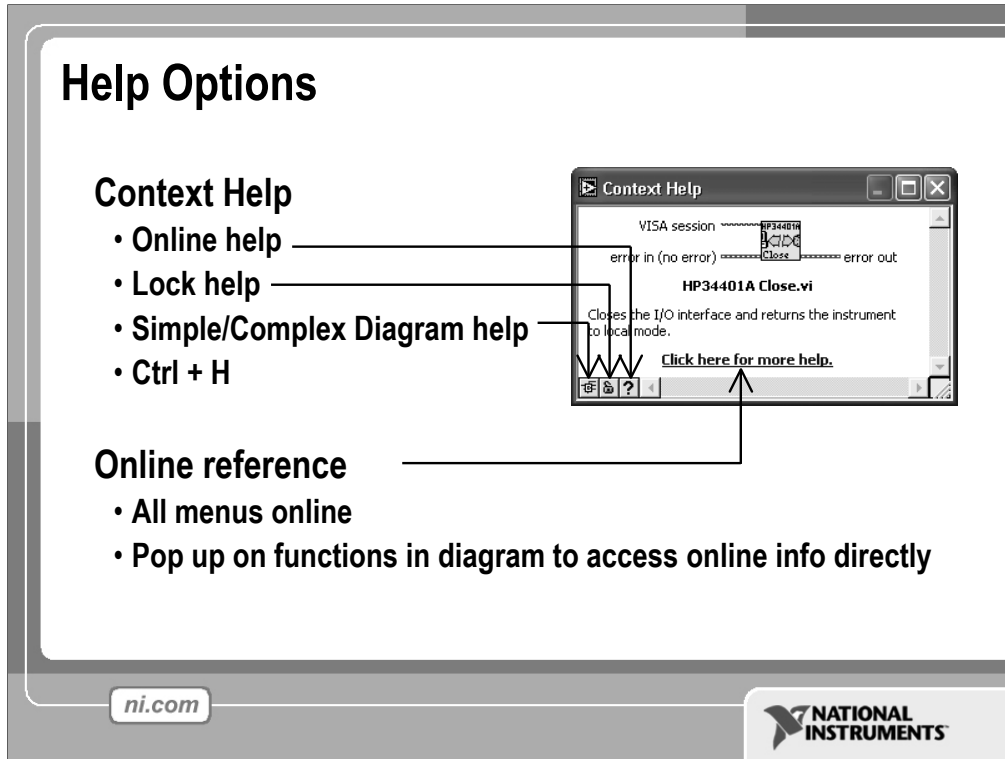 Help Options
Context Help
• Online help
• Lock help
• Simple/Complex Diagram help
• Ctrl + H
Context Help
VISA session
HP34401A
Close
error in (no error)
error out
HP34401A Close.vi
Closes the I/O interface and returns the instrument
to local mode.
Click here for more help.
?
Online reference
• All menus online
• Pop up on functions in diagram to access online info directly
ni.com
NATIONAL
INSTRUMENTS